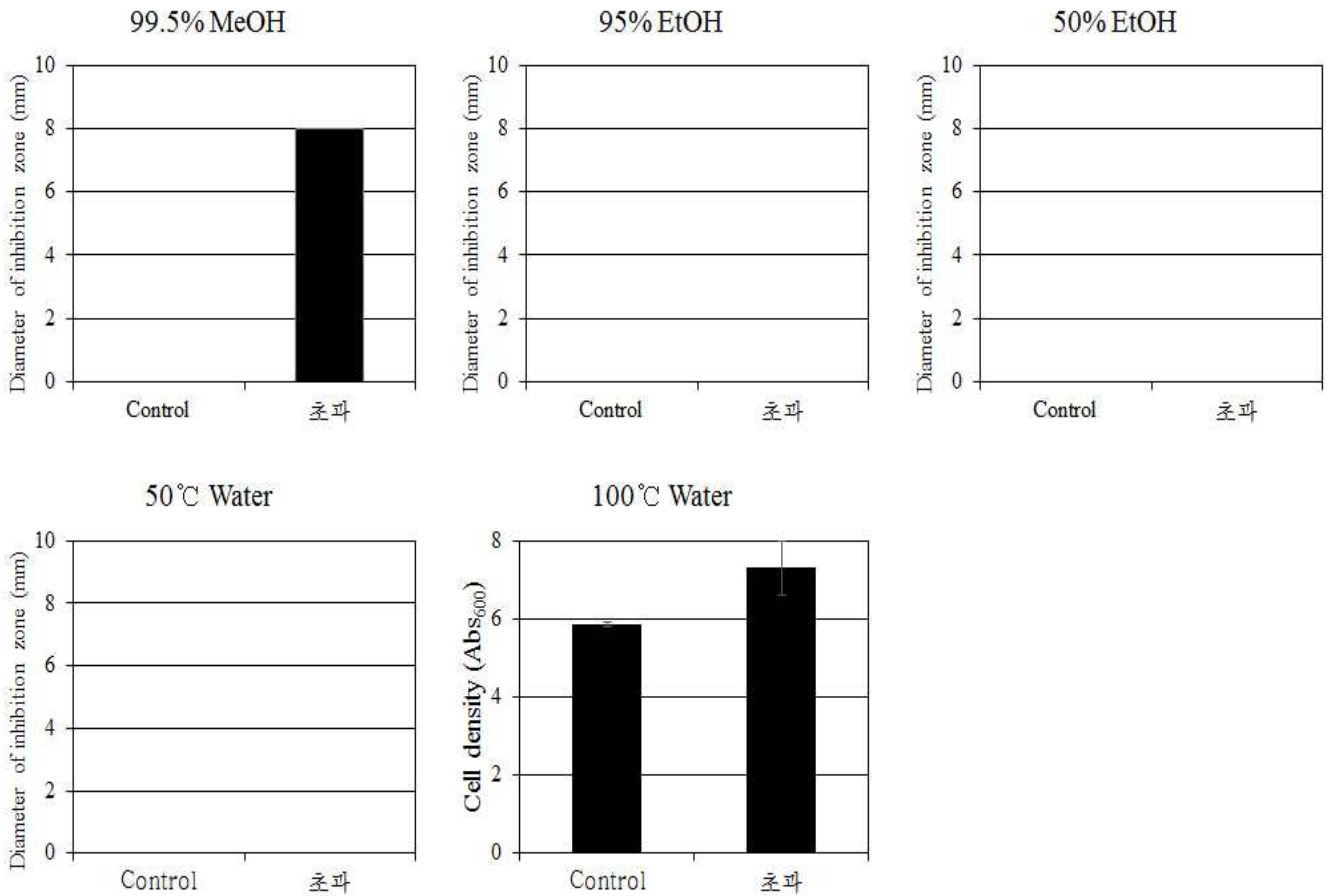 99.5% MeOH
Diameter of inhibition zone (mm)
10
8
6
4
2
0
Control
초파
95% EtOH
Diameter of inhibition zone (mm)
10
8
6
4
2
0
Control
초파
50% EtOH
Diameter of inhibition zone (mm)
10
8
6
4
2
0
Control
초파
50℃ Water
Diameter of inhibition zone (mm)
10
8
6
4
2
0
Control
초파
100℃ Water
Cell density (Abs600)
8
6
4
2
0
Control
초파